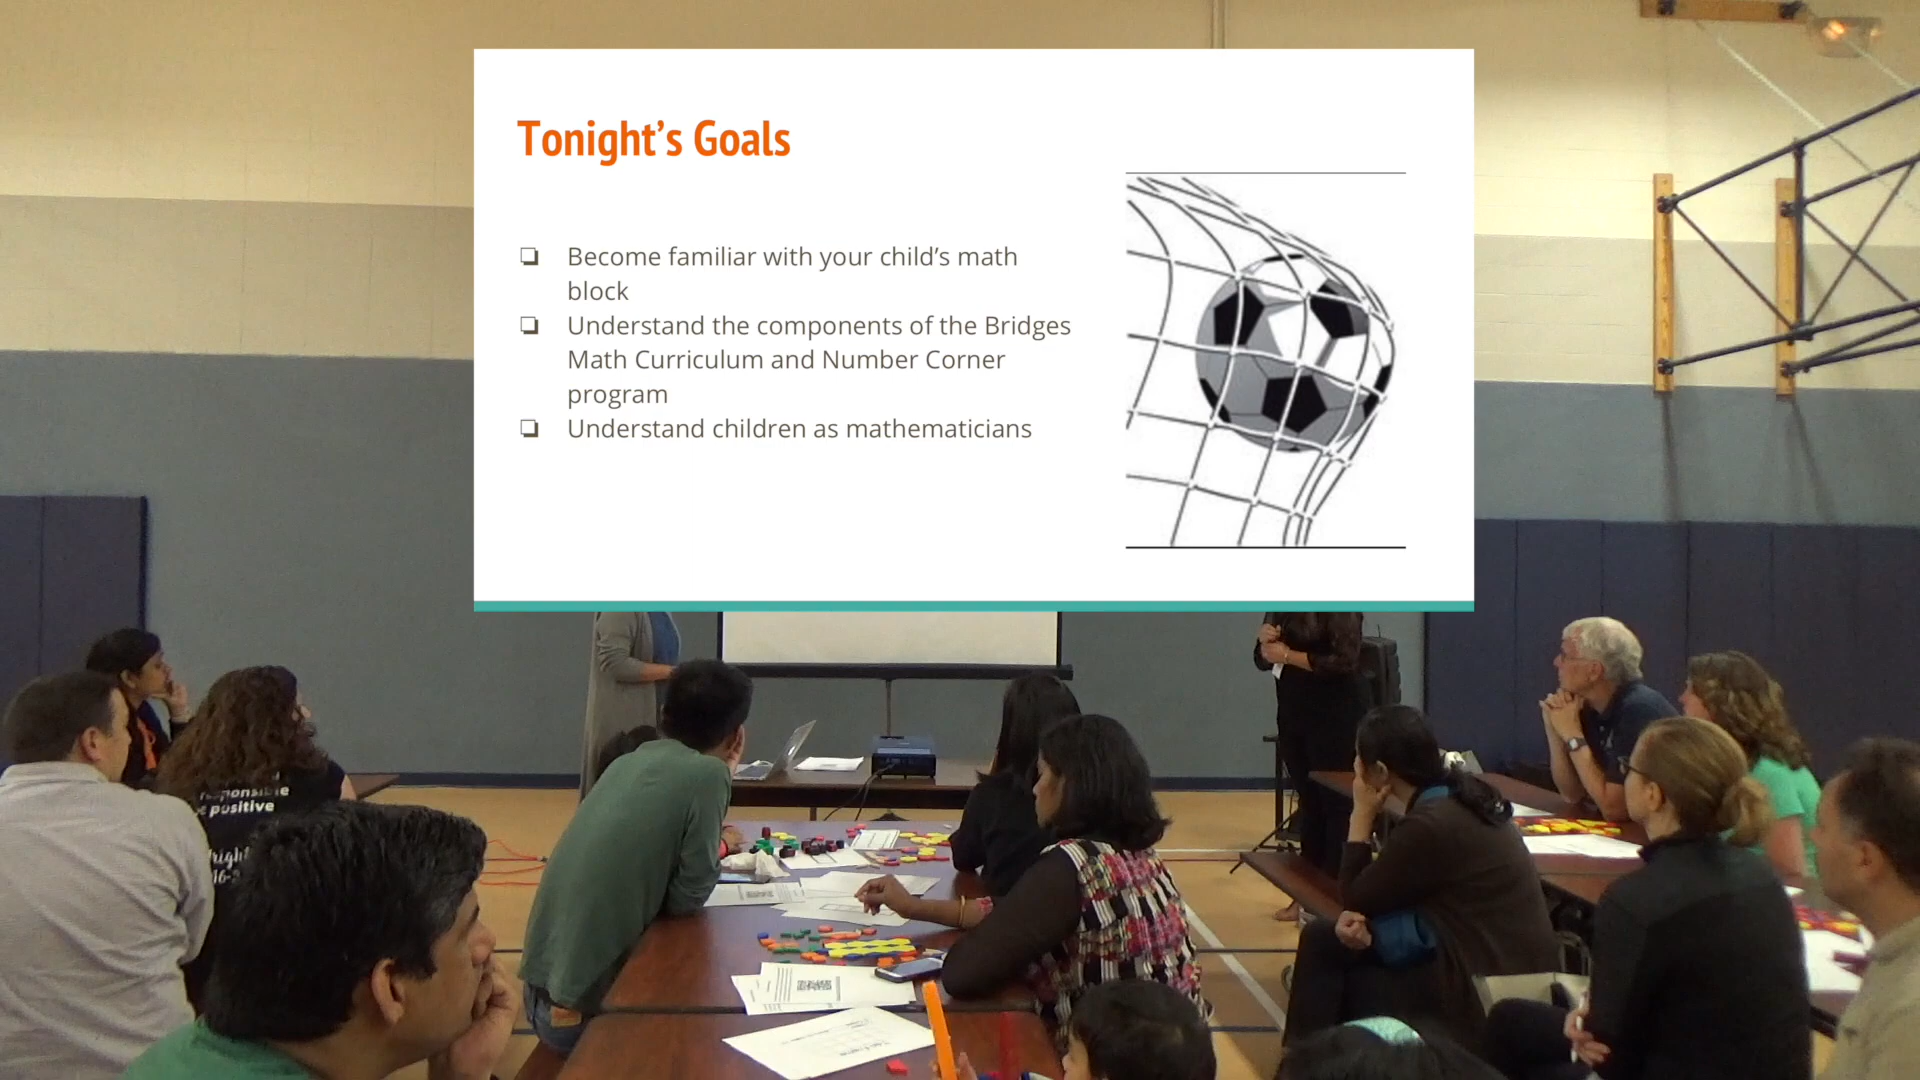 Tonight's Goals
❏ Become familiar with your child's math
block
❏ Understand the components of the Bridges
Math Curriculum and Number Corner
program
❏ Understand children as mathematicians
positive